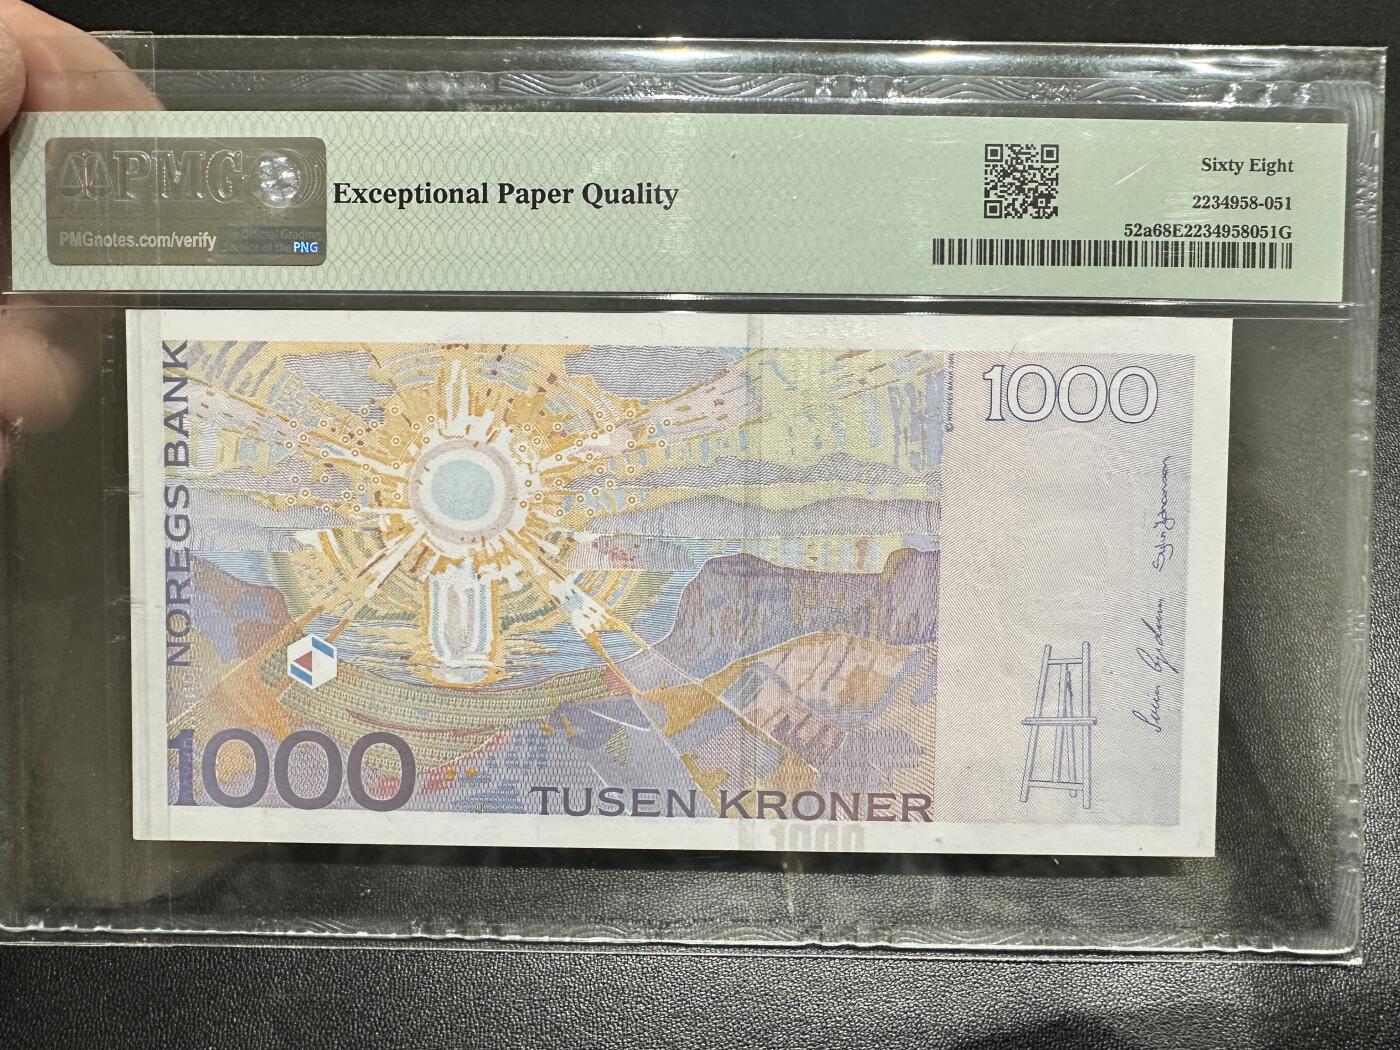 PMG
PMGnotes.com/verify
PNG
Exceptional Paper Quality
Sixty Eight
2234958-051
52a68E2234958051G
NOREGS BANK
1000
1000
TUSEN KRONER